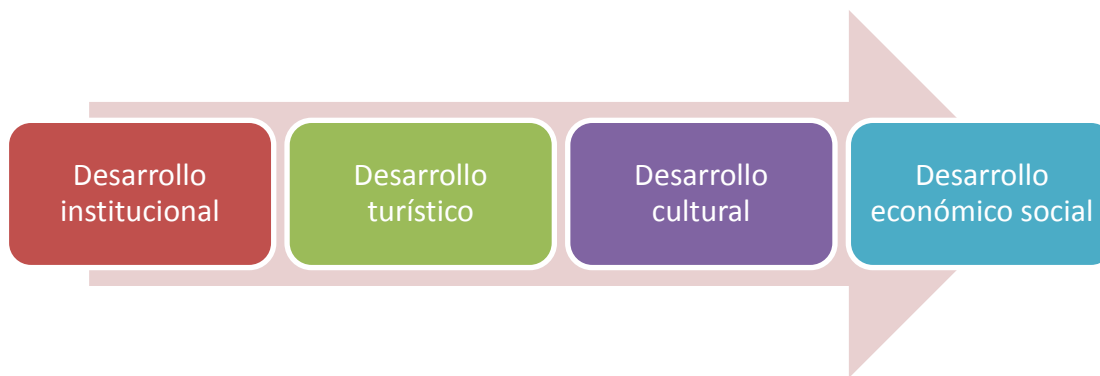 Desarrollo
institucional
Desarrollo
turístico
Desarrollo
cultural
Desarrollo
económico social